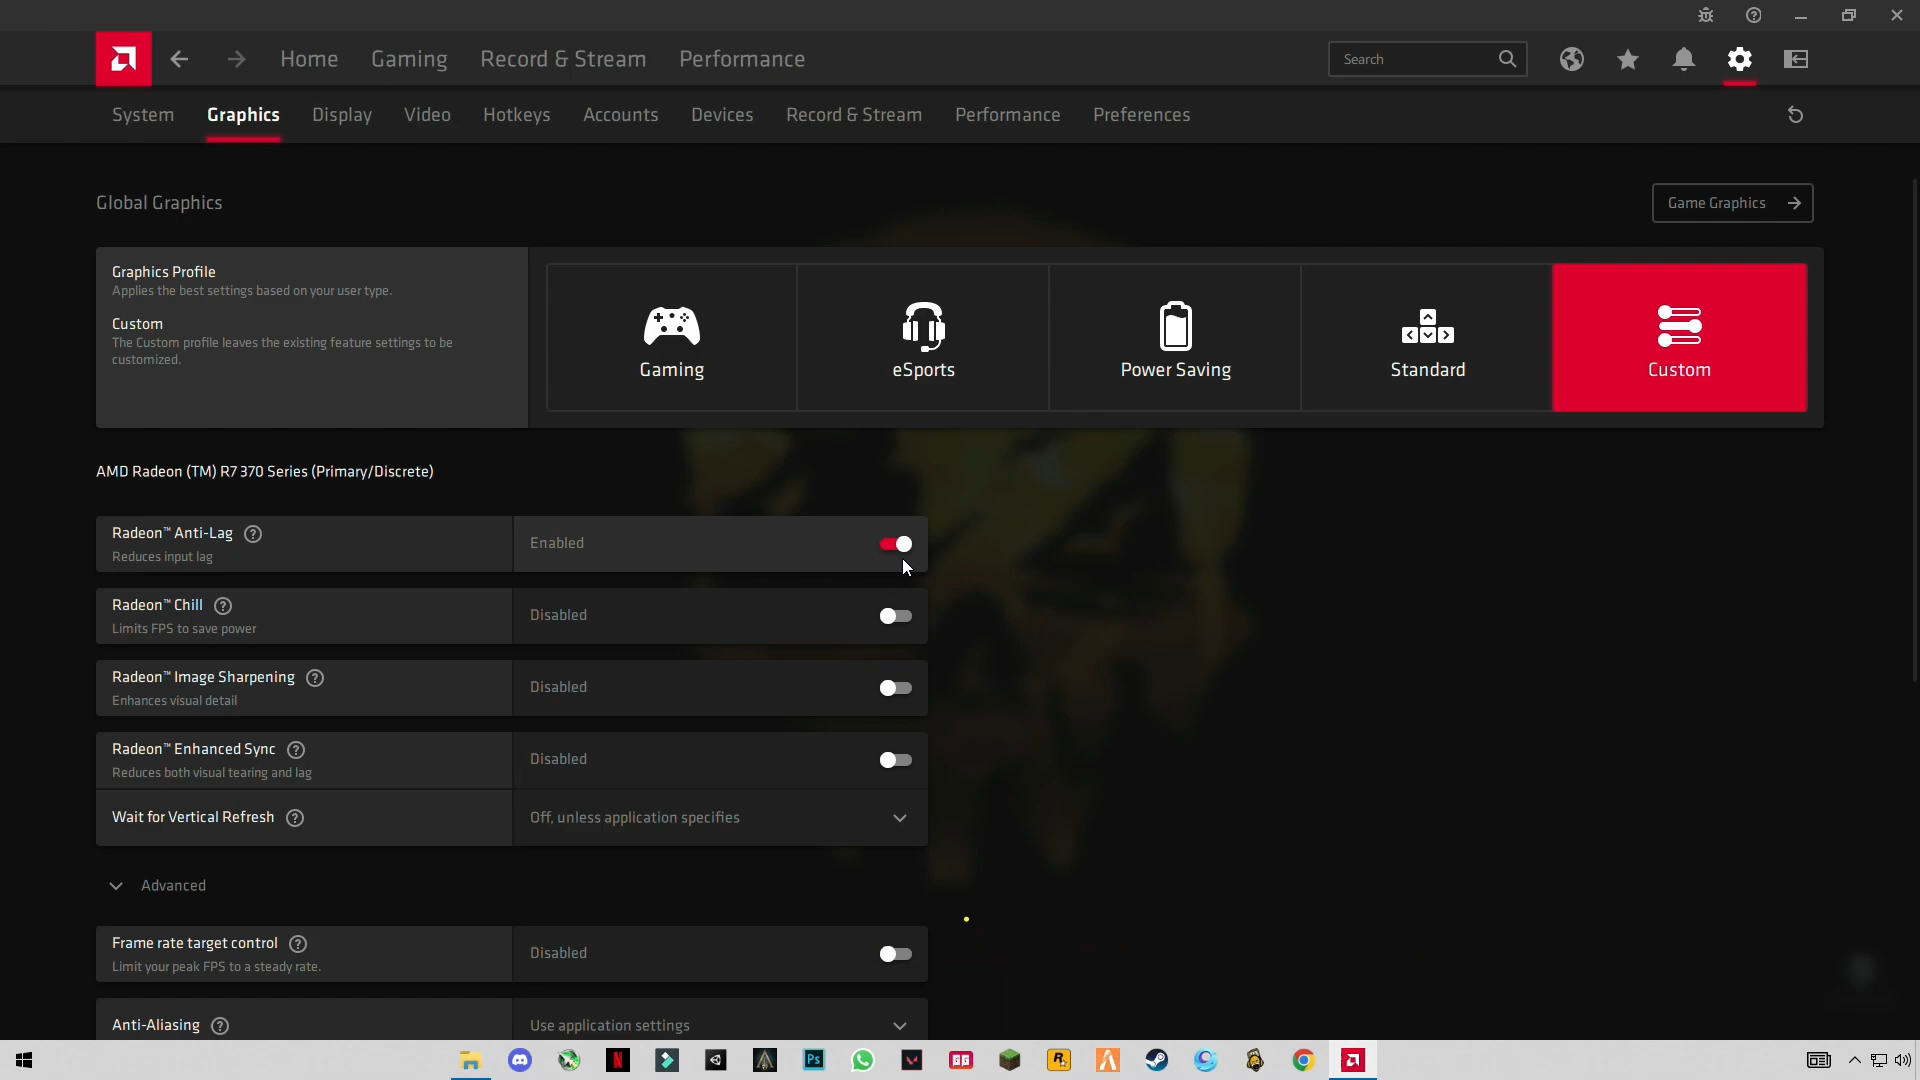 Home Gaming Record & Stream Performance Search
System Graphics Display Video Hotkeys Accounts Devices Record & Stream Performance Preferences
Global Graphics
Game Graphics
Graphics Profile
Applies the best settings based on your user type.
Custom
The Custom profile leaves the existing feature settings to be
customized.
Gaming eSports Power Saving Standard Custom
AMD Radeon (TM) R7 370 Series (Primary/Discrete)
Radeon™ Anti-Lag
Reduces input lag
Enabled
Radeon™ Chill
Limits FPS to save power
Disabled
Radeon™ Image Sharpening
Enhances visual detail
Disabled
Radeon™ Enhanced Sync
Reduces both visual tearing and lag
Disabled
Wait for Vertical Refresh
Off, unless application specifies
Advanced
Frame rate target control
Limit your peak FPS to a steady rate.
Disabled
Anti-Aliasing
Use application settings